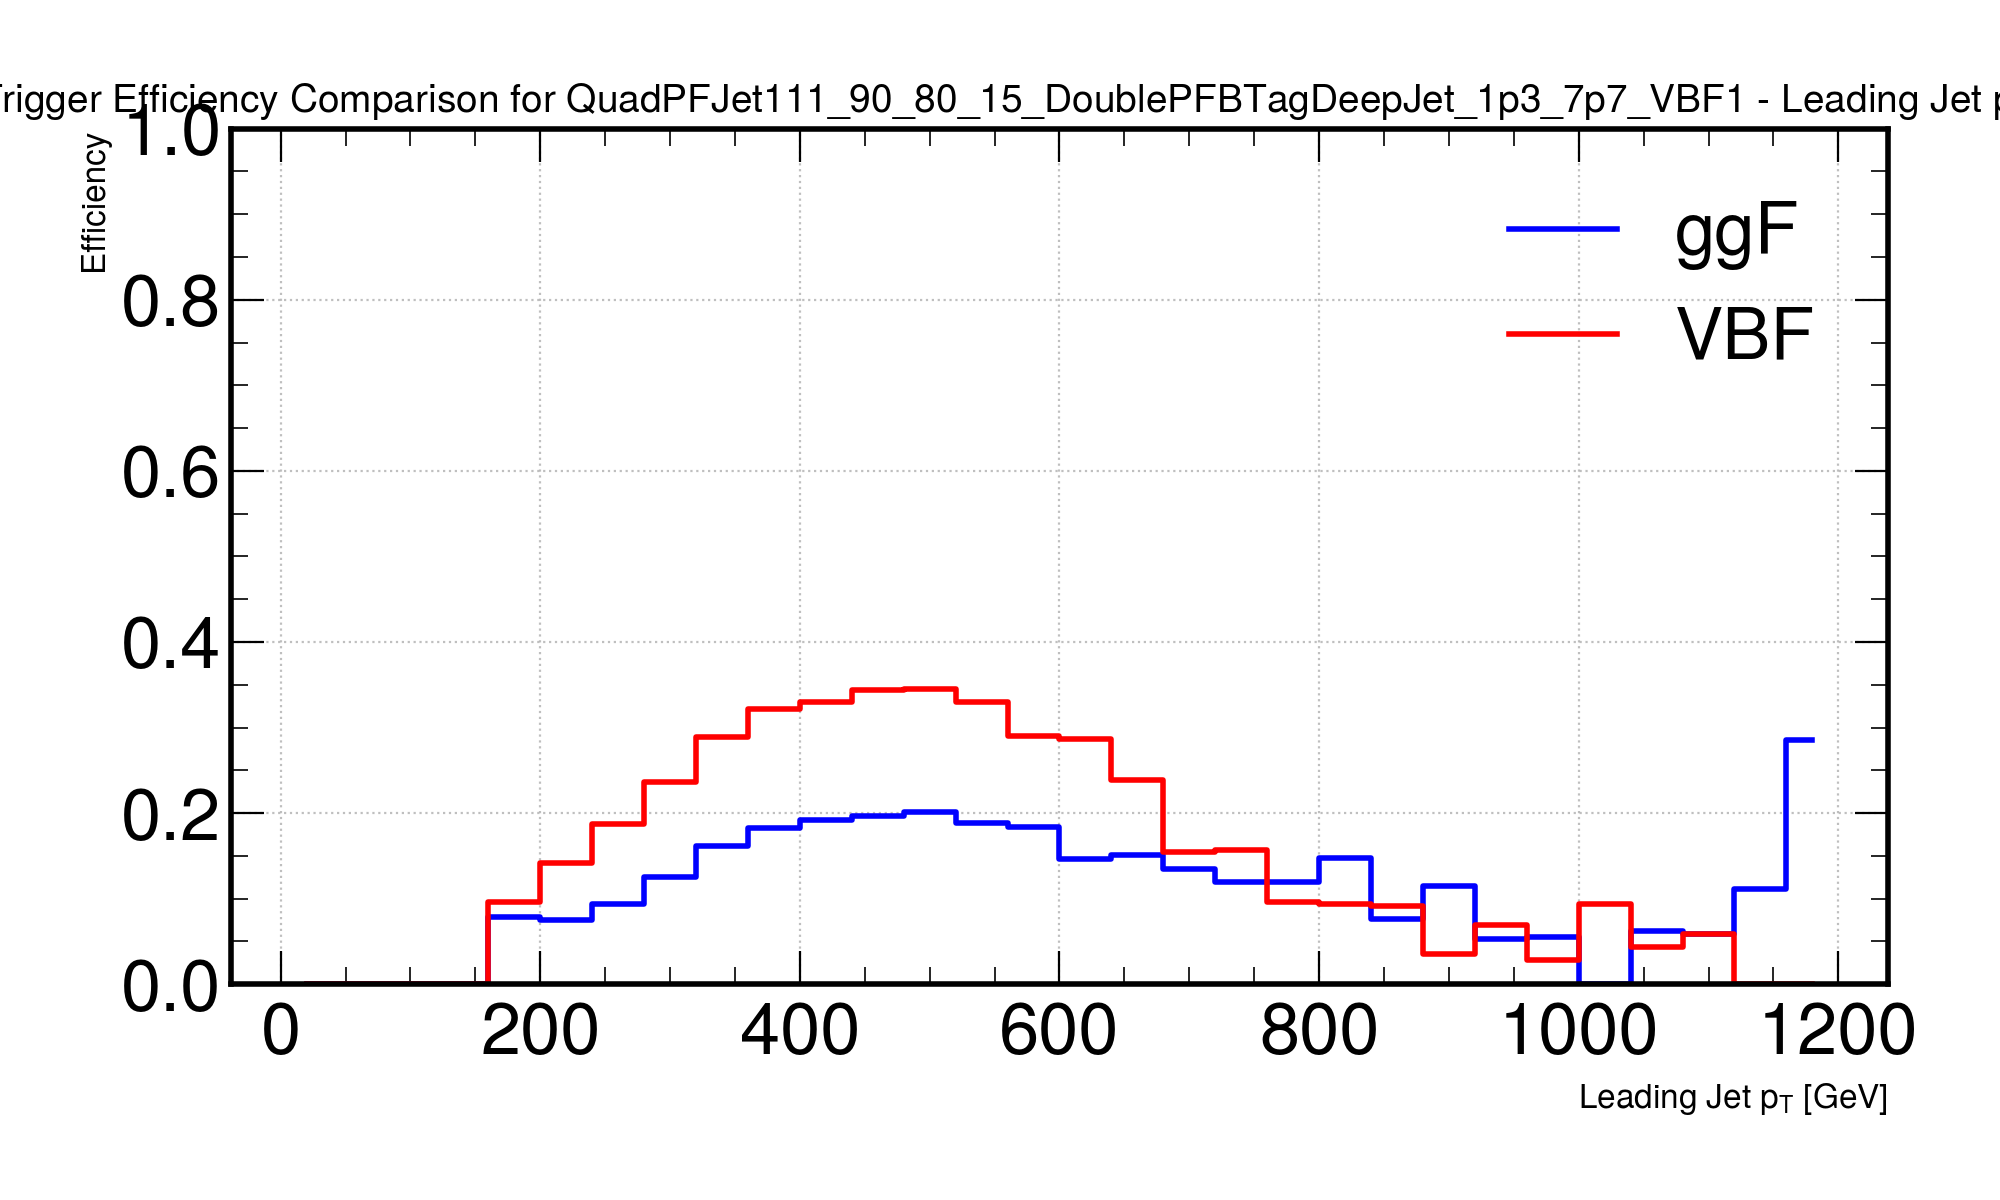 rigger Efficiency Comparison for QuadPFJet111_90_80_15_DoublePFBTagDeepJet_1p3_7p7_VBF1 - Leading Jet p
Efficiency
1.0
0.8
0.6
0.4
0.2
0.0
ggF
VBF
0 200 400 600 800 1000 1200
Leading Jet pT [GeV]